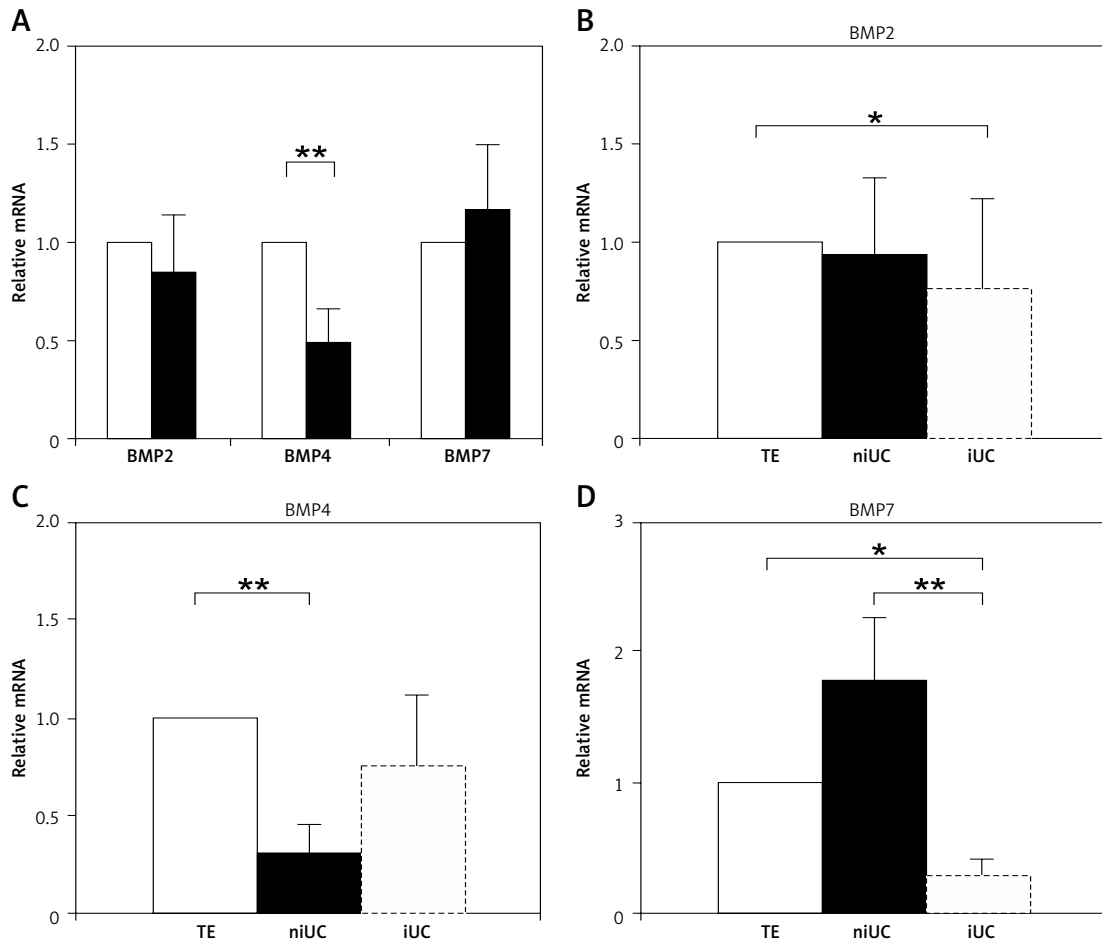 A
2.0
1.5
1.0
0.5
0
Relative mRNA
**
BMP2 BMP4 BMP7
B
BMP2
2.0
1.5
1.0
0.5
0
Relative mRNA
*
TE niUC iUC
C
BMP4
2.0
1.5
1.0
0.5
0
Relative mRNA
**
TE niUC iUC
D
BMP7
3
2
1
0
Relative mRNA
*
**
TE niUC iUC